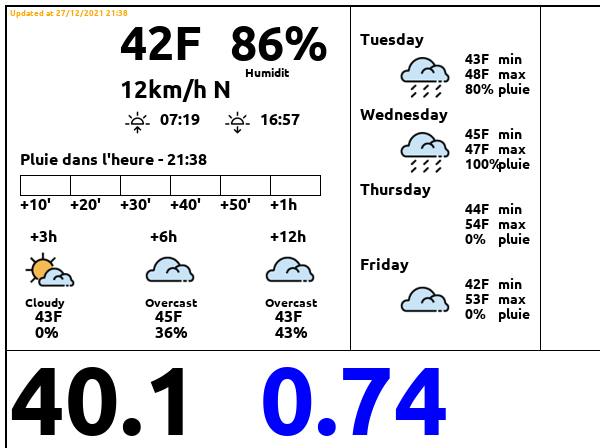 Updated at 27/12/2021 21:38
42F 86%
Humidit
12km/h N
07:19 16:57
Pluie dans l'heure - 21:38
+10' +20' +30' +40' +50' +1h
+3h +6h +12h
Cloudy Overcast Overcast
43F 45F 43F
0% 36% 43%
Tuesday
43F min
48F max
80% pluie
Wednesday
45F min
47F max
100%pluie
Thursday
44F min
54F max
0% pluie
Friday
42F min
53F max
0% pluie
40.1 0.74